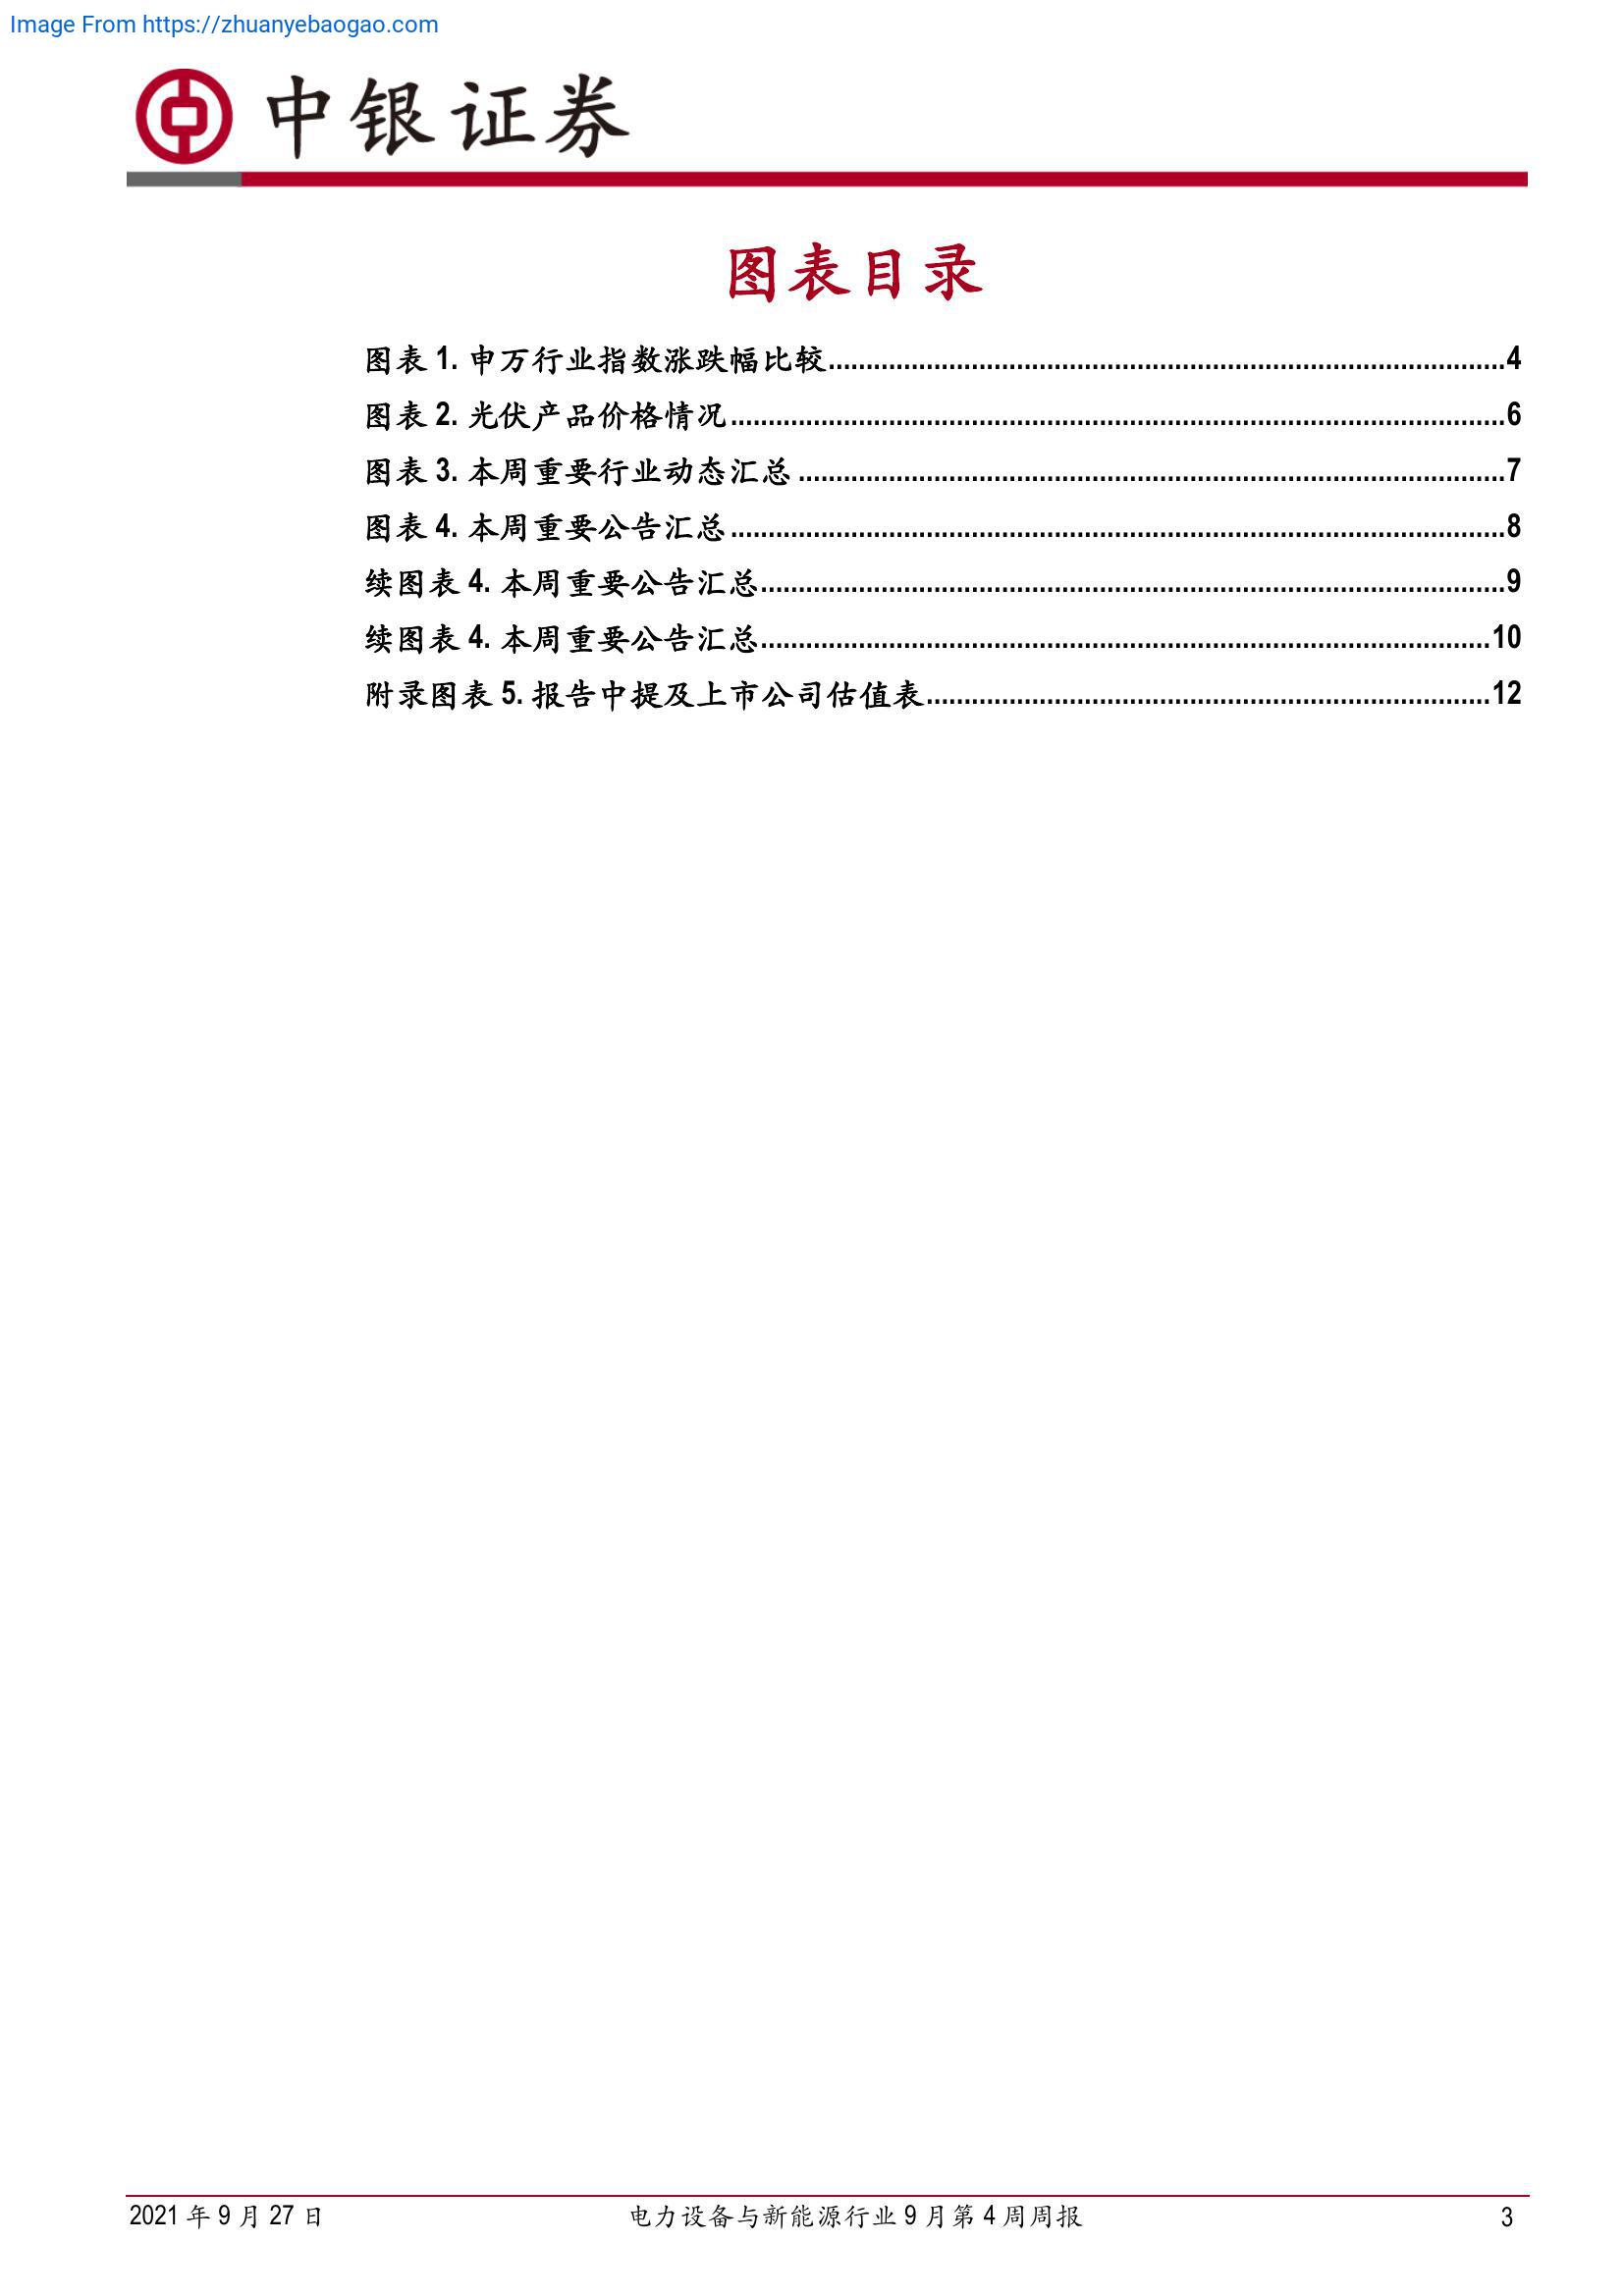 Image From https://zhuanyebaogao.com
中银证券
图表目录
图表 1. 申万行业指数涨跌幅比较....................4
图表 2. 光伏产品价格情况....................6
图表 3. 本周重要行业动态汇总....................7
图表 4. 本周重要公告汇总....................8
续图表 4. 本周重要公告汇总....................9
续图表 4. 本周重要公告汇总....................10
附录图表 5. 报告中提及上市公司估值表....................12
2021 年 9 月 27 日 电力设备与新能源行业 9 月第 4 周周报 3